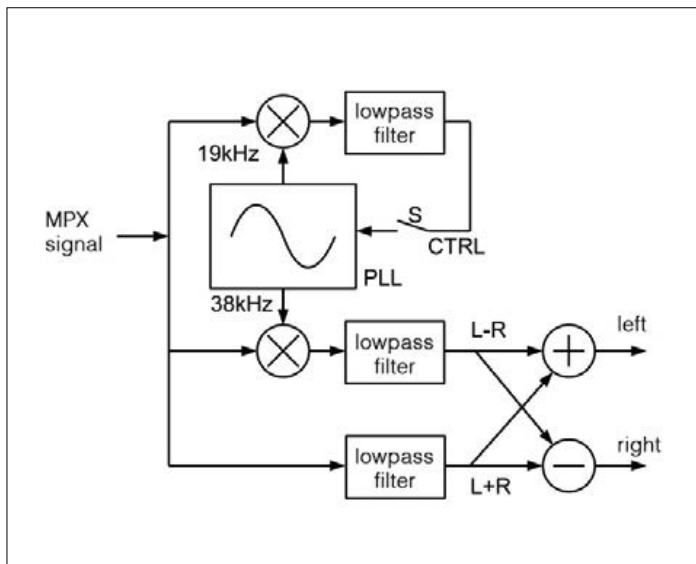 lowpass
filter
19kHz
MPX
signal
S
CTRL
PLL
38kHz
lowpass
filter
L-R
left
lowpass
filter
L+R
right